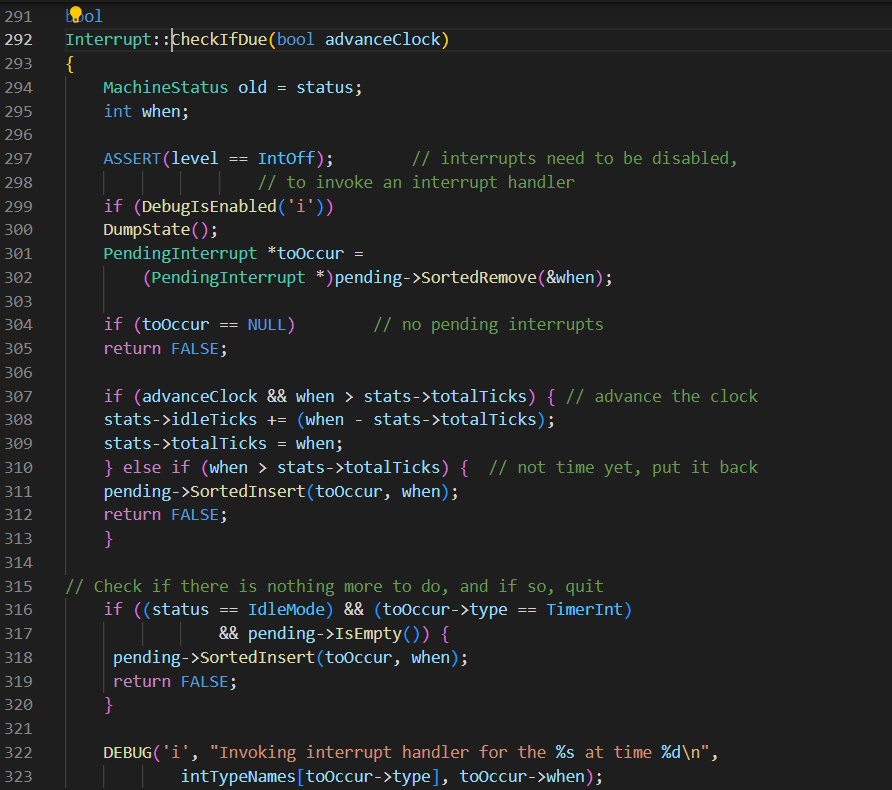 291 bool
292 Interrupt::CheckIfDue(bool advanceClock)
293 {
294     MachineStatus old = status;
295     int when;
296
297     ASSERT(level == IntOff);        // interrupts need to be disabled,
298                     // to invoke an interrupt handler
299     if (DebugIsEnabled('i'))
300     DumpState();
301     PendingInterrupt *toOccur =
302         (PendingInterrupt *)pending->SortedRemove(&when);
303
304     if (toOccur == NULL)        // no pending interrupts
305     return FALSE;
306
307     if (advanceClock && when > stats->totalTicks) { // advance the clock
308     stats->idleTicks += (when - stats->totalTicks);
309     stats->totalTicks = when;
310     } else if (when > stats->totalTicks) {  // not time yet, put it back
311     pending->SortedInsert(toOccur, when);
312     return FALSE;
313     }
314
315 // Check if there is nothing more to do, and if so, quit
316     if ((status == IdleMode) && (toOccur->type == TimerInt)
317                 && pending->IsEmpty()) {
318      pending->SortedInsert(toOccur, when);
319      return FALSE;
320     }
321
322     DEBUG('i', "Invoking interrupt handler for the %s at time %d\n",
323             intTypeNames[toOccur->type], toOccur->when);